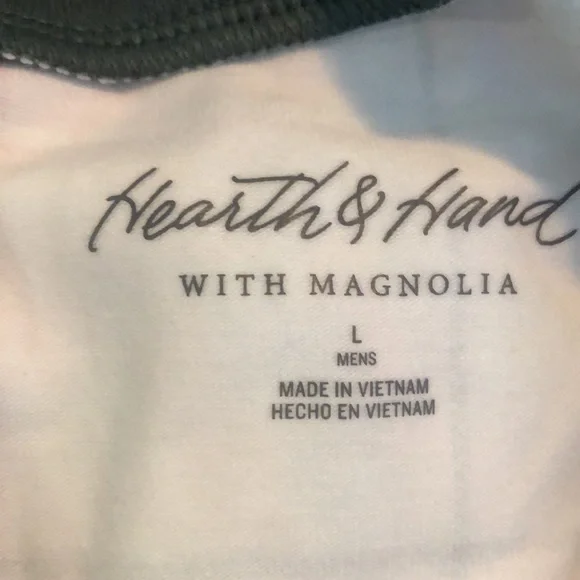 Hearth & Hand
WITH MAGNOLIA
L
MENS
MADE IN VIETNAM
HECHO EN VIETNAM